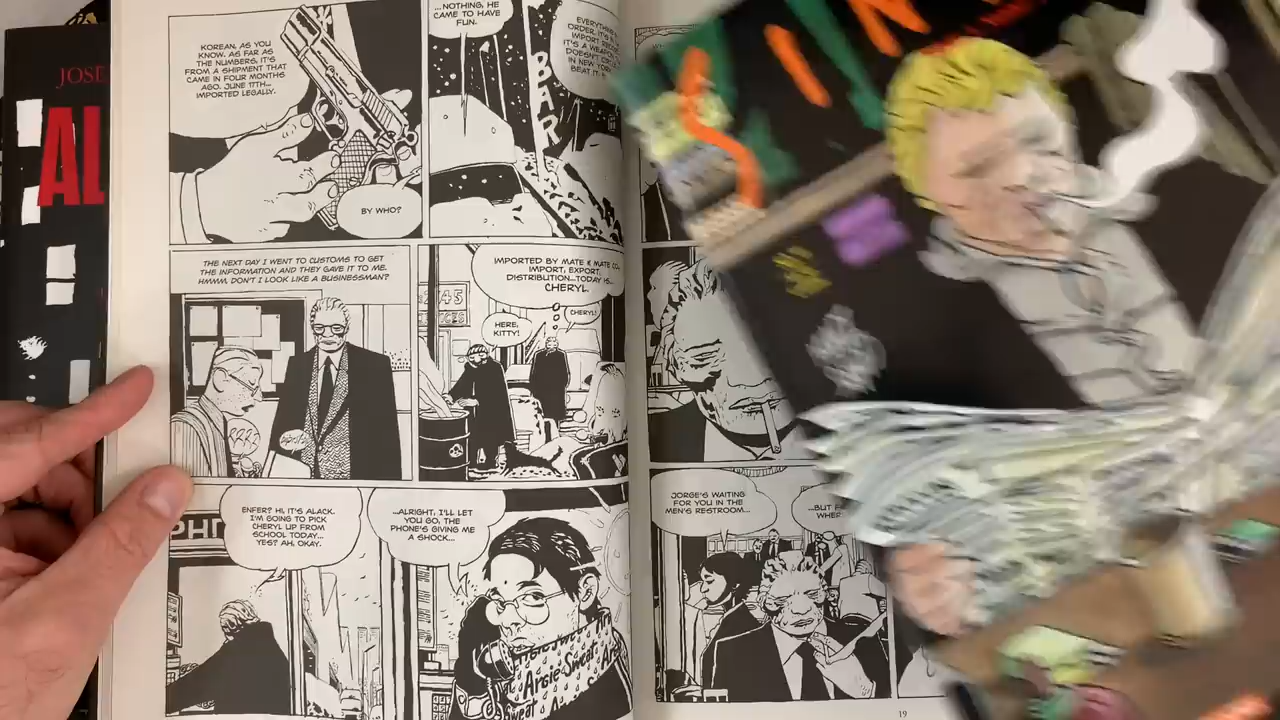 JOSE
AL
KOREAN, AS YOU
KNOW. AS FAR AS
THE NUMBERS, IT'S
FROM A SHIPMENT THAT
CAME IN FOUR MONTHS
AGO. JUNE 11TH...
IMPORTED LEGALLY.
BY WHO?
...NOTHING, HE
CAME TO HAVE
FUN.
BAR
THE NEXT DAY I WENT TO CUSTOMS TO GET
THE INFORMATION AND THEY GAVE IT TO ME.
HMMM, DON'T I LOOK LIKE A BUSINESSMAN?
IMPORTED BY MATE & MATE CO.
IMPORT, EXPORT,
DISTRIBUTION...TODAY IS...
CHERYL.
HERE,
KITTY!
CHERYL!
ENFER? HI, IT'S ALACK.
I'M GOING TO PICK
CHERYL UP FROM
SCHOOL TODAY...
YES? AH, OKAY.
...ALRIGHT, I'LL LET
YOU GO, THE
PHONE'S GIVING ME
A SHOCK...
Argie Sweat
JORGE'S WAITING
FOR YOU IN THE
MEN'S RESTROOM...
19